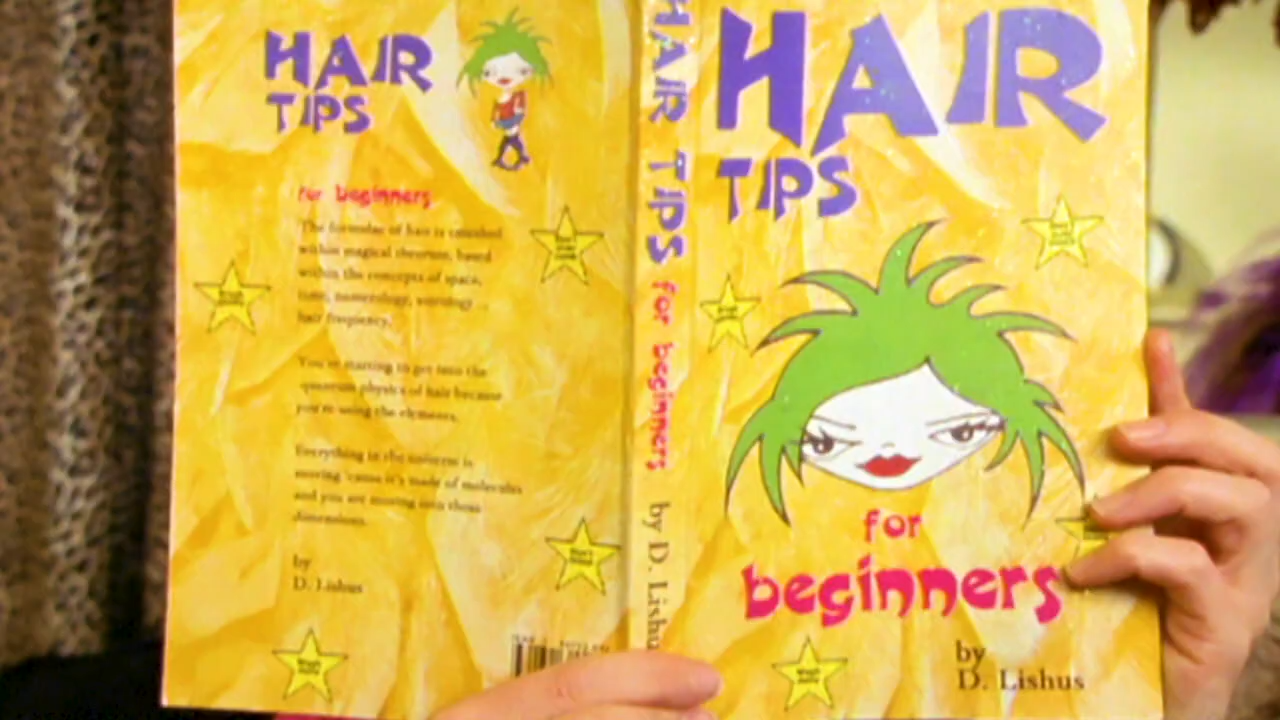 HAIR
TIPS
for beginners
The formulae of hair is entailed
within magical theorum, based
within the concepts of space,
time, numerology, astrology ...
hair frequency.
You're starting to get into the
quantum physics of hair because
you're using the elements.
Everything in the universe is
moving 'cause it's made of molecules
and you are moving into those
dimensions.
by
D. Lishus
HAIR TIPS for beginners by D. Lishu
HAIR
TIPS
for
beginners
by
D. Lishus